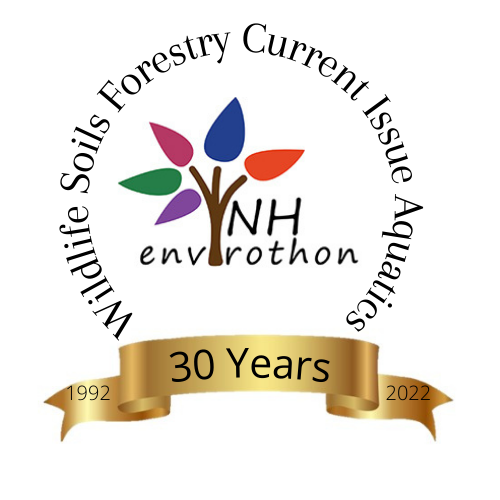 Wildlife Soils Forestry Current Issue Aquatics
NH
envirothon
30 Years
1992
2022